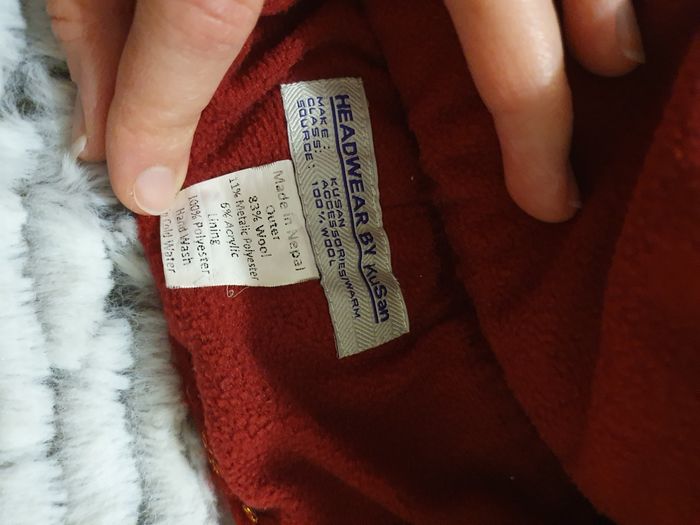 HEADWEAR BY KuSan
MAKE: KUSAN
CLASS: ACCESSORIES/WARM
SOURCE: 100% WOOL
Made in Nepal
Outer
83% Wool
11% Metalic Polyester
6% Acrylic
Lining
100% Polyester
Hand Wash
Cold Water